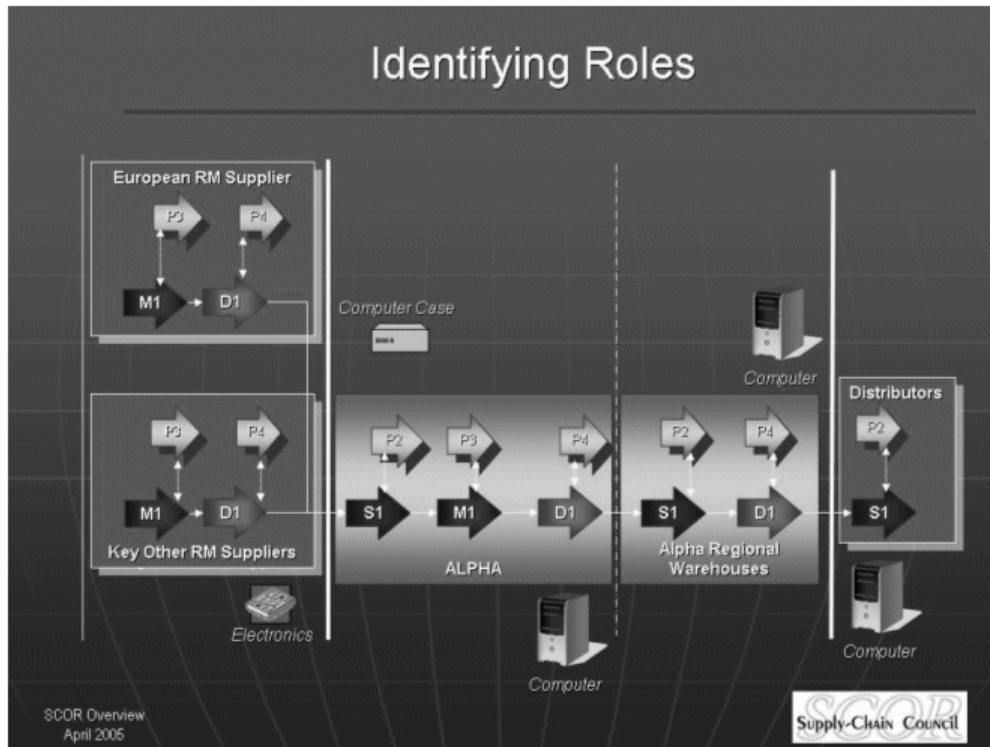 Identifying Roles
European RM Supplier
P3
P4
M1
D1
Computer Case
Computer
Distributors
P3
P4
P2
P3
P4
P2
P4
P2
M1
D1
S1
M1
D1
S1
D1
S1
Key Other RM Suppliers
ALPHA
Alpha Regional
Warehouses
Electronics
Computer
Computer
SCOR Overview
April 2005
SCOR
SUPPLY-CHAIN COUNCIL